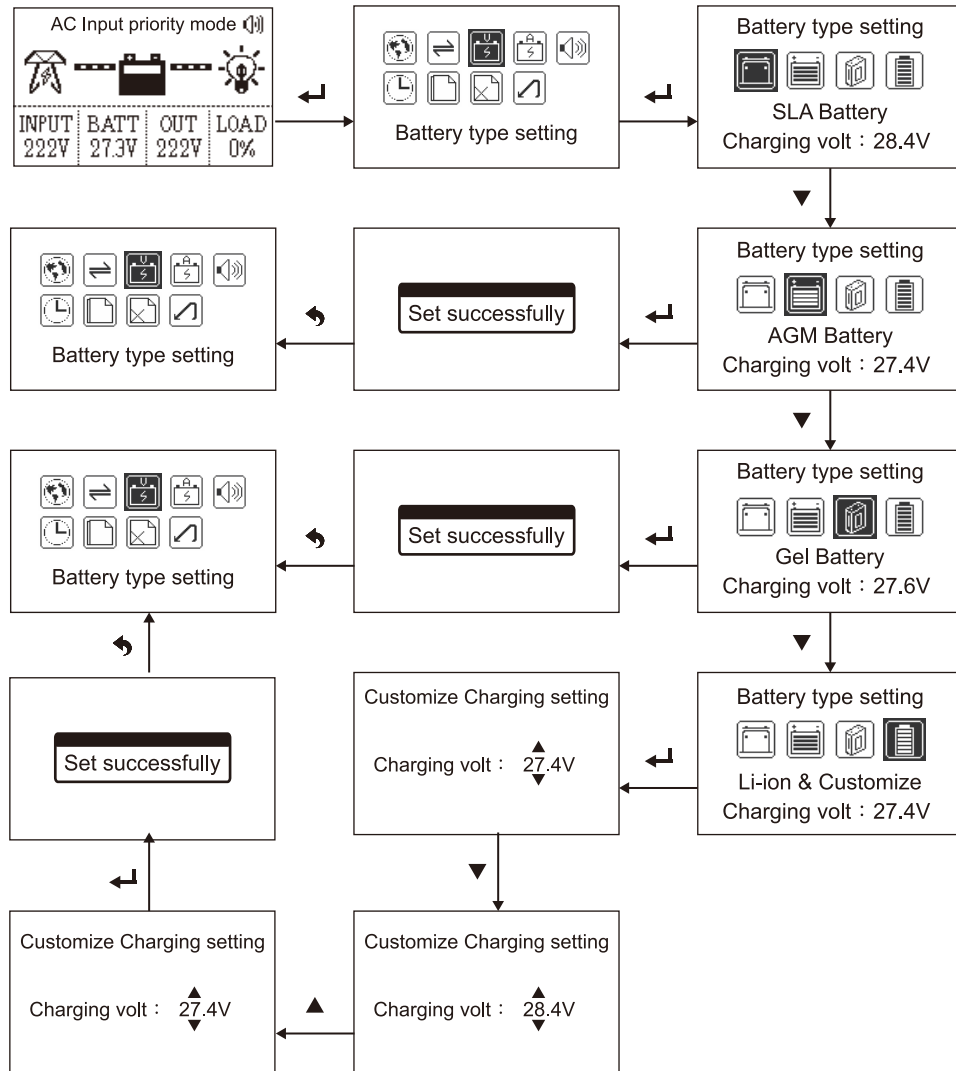 AC Input priority mode
INPUT BATT OUT LOAD
222V 27.3V 222V 0%
Battery type setting
Battery type setting
SLA Battery
Charging volt：28.4V
Battery type setting
Set successfully
Battery type setting
AGM Battery
Charging volt：27.4V
Battery type setting
Set successfully
Battery type setting
Gel Battery
Charging volt：27.6V
Set successfully
Customize Charging setting
Charging volt： 27.4V
Battery type setting
Li-ion & Customize
Charging volt：27.4V
Customize Charging setting
Charging volt： 27.4V
Customize Charging setting
Charging volt： 28.4V